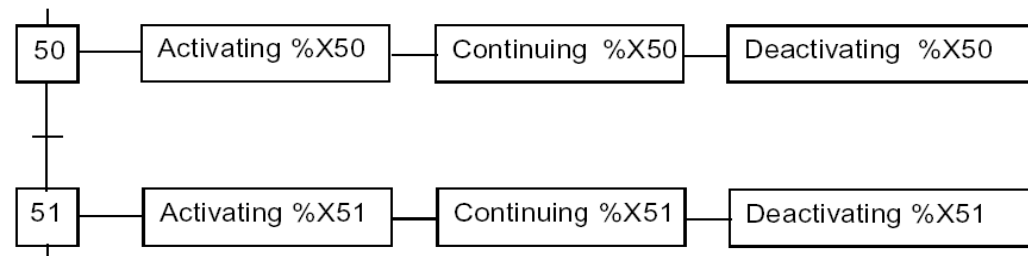 50 Activating %X50 Continuing %X50 Deactivating %X50
51 Activating %X51 Continuing %X51 Deactivating %X51